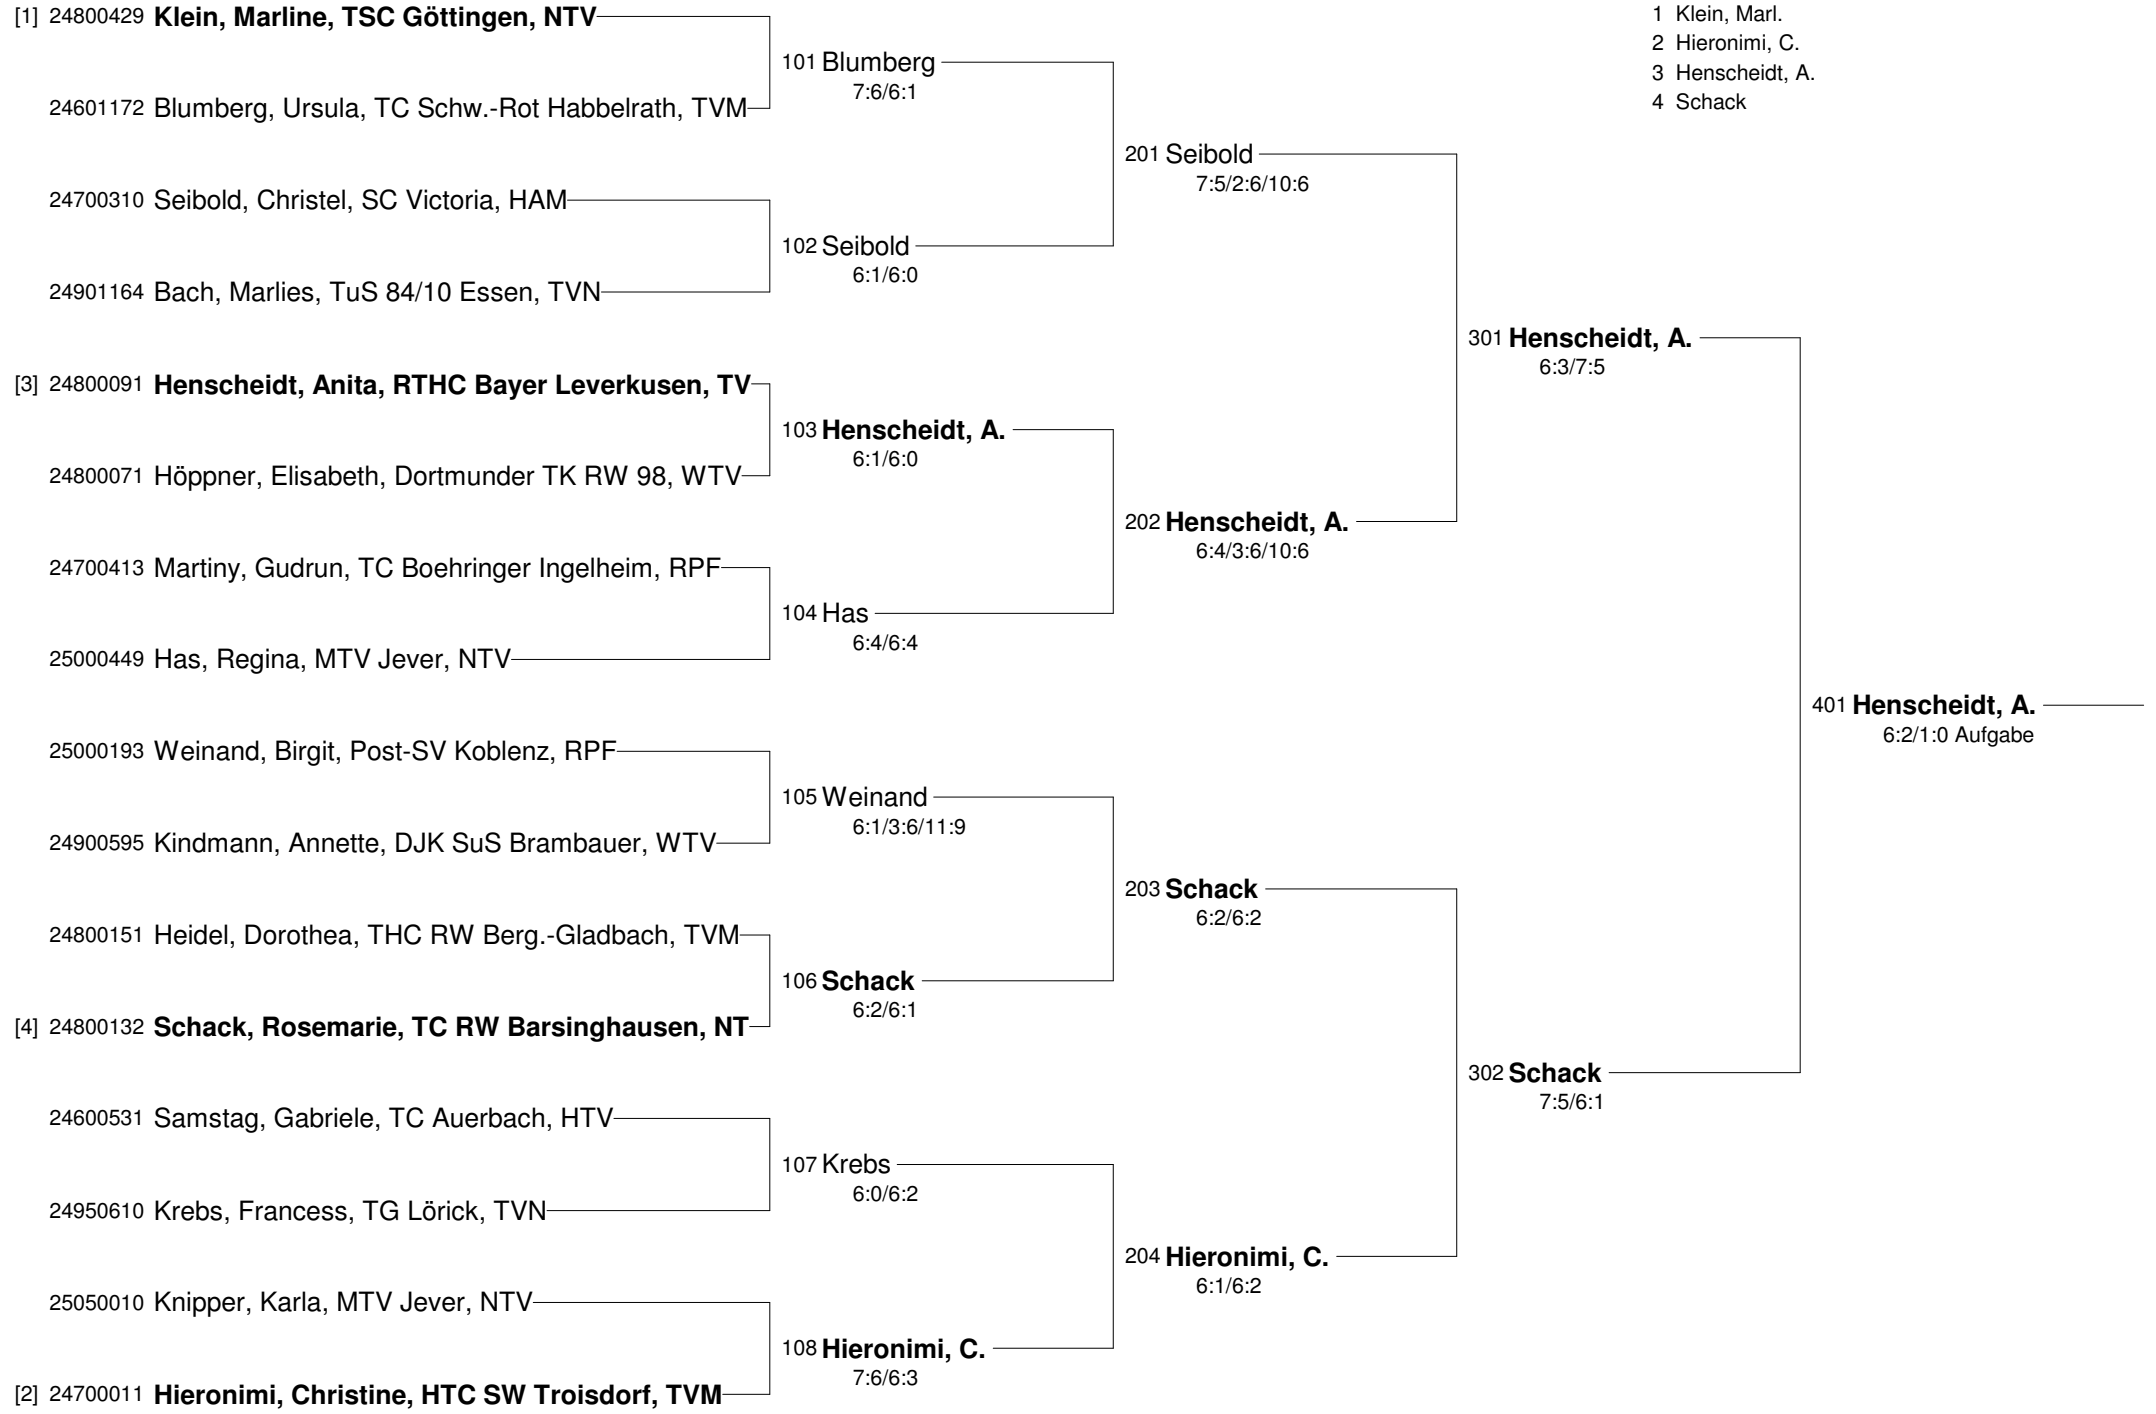 [1] 24800429 Klein, Marline, TSC Göttingen, NTV
1 Klein, Marl.
2 Hieronimi, C.
3 Henscheidt, A.
4 Schack
101 Blumberg
7:6/6:1
24601172 Blumberg, Ursula, TC Schw.-Rot Habbelrath, TVM
201 Seibold
7:5/2:6/10:6
24700310 Seibold, Christel, SC Victoria, HAM
102 Seibold
6:1/6:0
24901164 Bach, Marlies, TuS 84/10 Essen, TVN
301 Henscheidt, A.
6:3/7:5
[3] 24800091 Henscheidt, Anita, RTHC Bayer Leverkusen, TV
103 Henscheidt, A.
6:1/6:0
24800071 Höppner, Elisabeth, Dortmunder TK RW 98, WTV
202 Henscheidt, A.
6:4/3:6/10:6
24700413 Martiny, Gudrun, TC Boehringer Ingelheim, RPF
104 Has
6:4/6:4
25000449 Has, Regina, MTV Jever, NTV
401 Henscheidt, A.
6:2/1:0 Aufgabe
25000193 Weinand, Birgit, Post-SV Koblenz, RPF
105 Weinand
6:1/3:6/11:9
24900595 Kindmann, Annette, DJK SuS Brambauer, WTV
203 Schack
6:2/6:2
24800151 Heidel, Dorothea, THC RW Berg.-Gladbach, TVM
106 Schack
6:2/6:1
[4] 24800132 Schack, Rosemarie, TC RW Barsinghausen, NT
302 Schack
7:5/6:1
24600531 Samstag, Gabriele, TC Auerbach, HTV
107 Krebs
6:0/6:2
24950610 Krebs, Francess, TG Lörick, TVN
204 Hieronimi, C.
6:1/6:2
25050010 Knipper, Karla, MTV Jever, NTV
108 Hieronimi, C.
7:6/6:3
[2] 24700011 Hieronimi, Christine, HTC SW Troisdorf, TVM